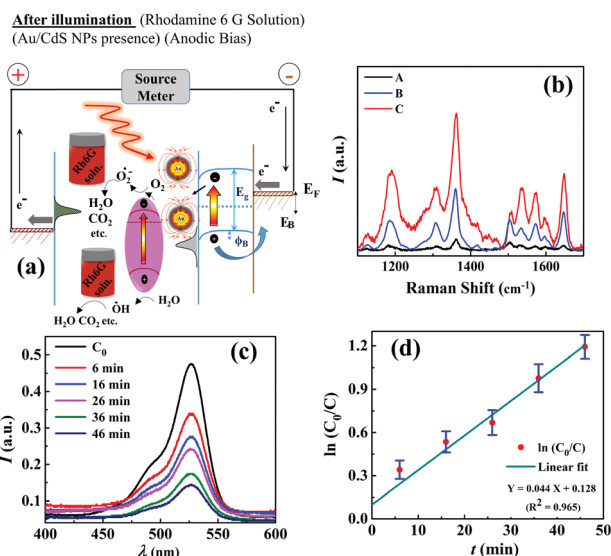 After illumination (Rhodamine 6 G Solution)
(Au/CdS NPs presence) (Anodic Bias)
+
Source
Meter
-
e⁻
e⁻
Rh6G
soln.
O₂⁻
O₂
H₂O
CO₂
etc.
Au
Au
E_g
e⁻
E_F
E_B
ϕ_B
(a)
Rh6G
soln.
·OH
H₂O
H₂O CO₂ etc.
(b)
A
B
C
I (a.u.)
1200 1400 1600
Raman Shift (cm⁻¹)
(c)
C₀
6 min
16 min
26 min
36 min
46 min
I (a.u.)
0.5
0.4
0.3
0.2
0.1
400 450 500 550 600
λ (nm)
(d)
ln (C₀/C)
1.2
0.9
0.6
0.3
0.0
ln (C₀/C)
Linear fit
Y = 0.044 X + 0.128
(R² = 0.965)
0 10 20 30 40 50
t (min)